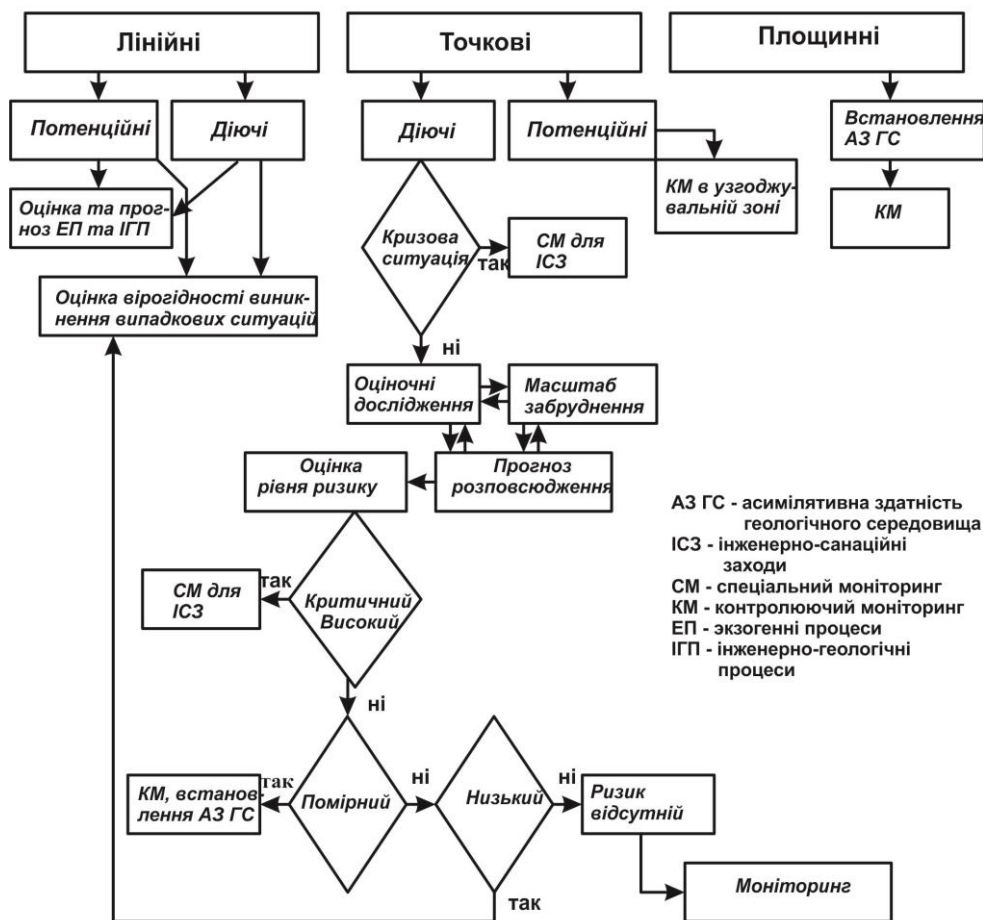 Лінійні
Точкові
Площинні
Потенційні
Діючі
Діючі
Потенційні
Встановлення
АЗ ГС
Оцінка та прог-
ноз ЕП та ІГП
КМ в узгоджу-
вальній зоні
КМ
Кризова
ситуація
так
СМ для
ІСЗ
Оцінка вірогідності виник-
нення випадкових ситуацій
ні
Оціночні
дослідження
Масштаб
забруднення
Оцінка
рівня ризику
Прогноз
розповсюдження
АЗ ГС - асимілятивна здатність
геологічного середовища
ІСЗ - інженерно-санаційні
заходи
СМ - спеціальний моніторинг
КМ - контролюючий моніторинг
ЕП - экзогенні процеси
ІГП - інженерно-геологічні
процеси
СМ для
ІСЗ
так
Критичний
Високий
ні
КМ, встанов-
лення АЗ ГС
так
Помірний
ні
Низький
ні
Ризик
відсутній
так
Моніторинг